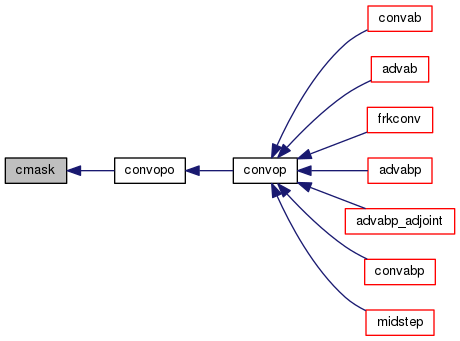 convab
advab
frkconv
cmask
convopo
convop
advabp
advabp_adjoint
convabp
midstep